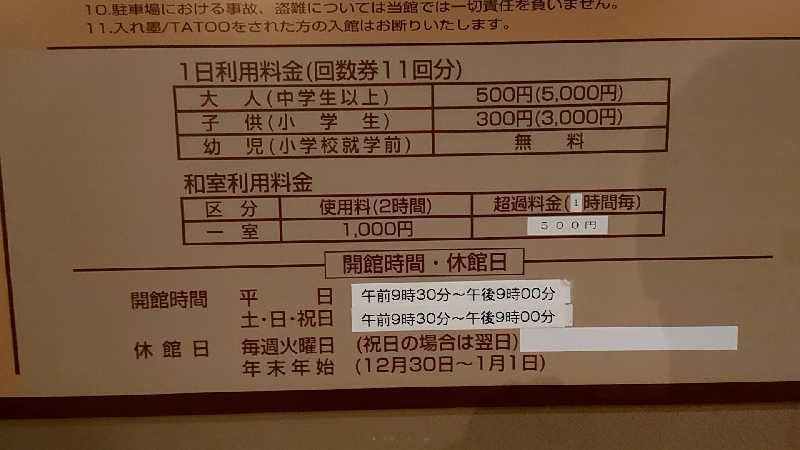 10.駐車場における事故、盗難については当館では一切責任を負いません。
11.入れ墨/TATOOをされた方の入館はお断りいたします。
1日利用料金(回数券11回分)
大人(中学生以上) 500円(5,000円)
子供(小学生) 300円(3,000円)
幼児(小学校就学前) 無料
和室利用料金
区分 使用料(2時間) 超過料金(1時間毎)
一室 1,000円 500円
開館時間・休館日
開館時間 平日 午前9時30分～午後9時00分
土・日・祝日 午前9時30分～午後9時00分
休館日 毎週火曜日 (祝日の場合は翌日)
年末年始 (12月30日～1月1日)